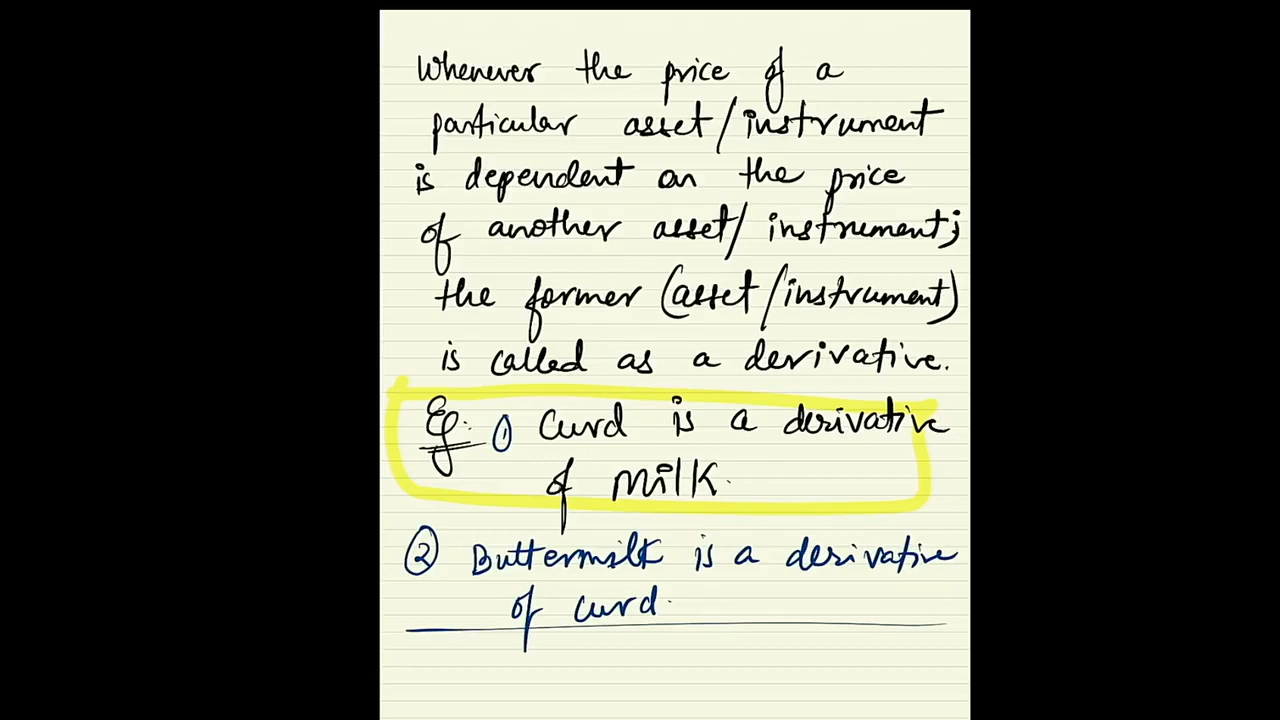 Whenever the price of a
particular asset/instrument
is dependent on the price
of another asset/instrument;
the former (asset/instrument)
is called as a derivative.
Eg: ① Curd is a derivative
of Milk.
② Buttermilk is a derivative
of curd.